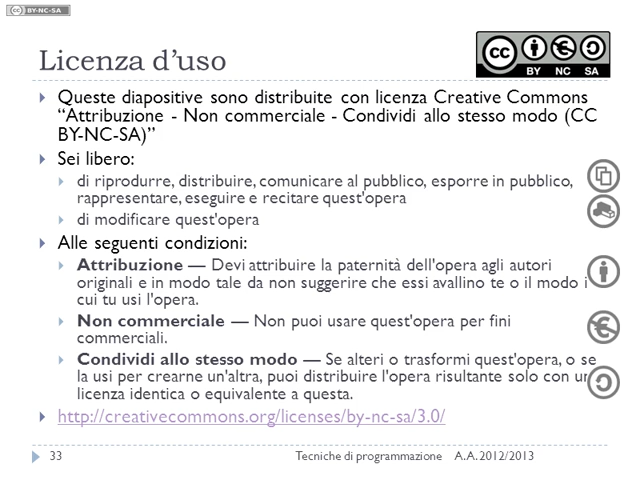 BY-NC-SA
Licenza d'uso
BY NC SA
Queste diapositive sono distribuite con licenza Creative Commons
“Attribuzione - Non commerciale - Condividi allo stesso modo (CC
BY-NC-SA)”
Sei libero:
di riprodurre, distribuire, comunicare al pubblico, esporre in pubblico,
rappresentare, eseguire e recitare quest'opera
di modificare quest'opera
Alle seguenti condizioni:
Attribuzione — Devi attribuire la paternità dell'opera agli autori
originali e in modo tale da non suggerire che essi avallino te o il modo i
cui tu usi l'opera.
Non commerciale — Non puoi usare quest'opera per fini
commerciali.
Condividi allo stesso modo — Se alteri o trasformi quest'opera, o se
la usi per crearne un'altra, puoi distribuire l'opera risultante solo con un
licenza identica o equivalente a questa.
http://creativecommons.org/licenses/by-nc-sa/3.0/
33 Tecniche di programmazione A.A. 2012/2013